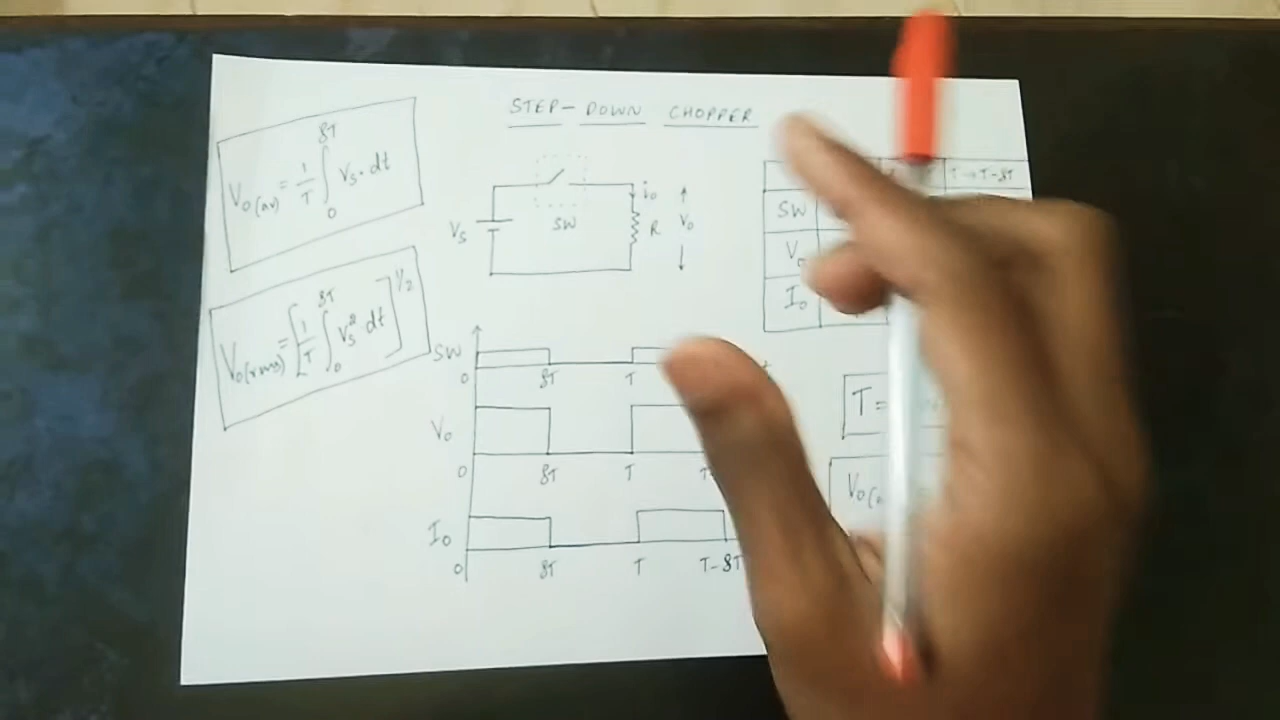 STEP-DOWN CHOPPER
V₀(av) = 1/T ∫₀^δT Vs. dt
V₀(rms) = [1/T ∫₀^δT Vs² dt]^1/2
Vs
SW
i₀
R
V₀
T → T-δT
SW
V₀
I₀
SW
0 δT T
V₀
0 δT T
I₀
0 δT T T-δT
T =